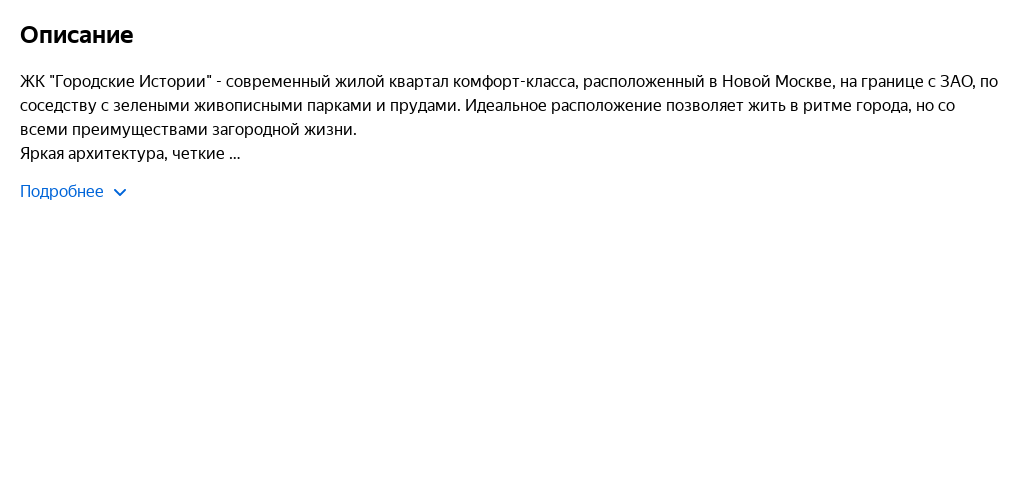 Описание
ЖК "Городские Истории" - современный жилой квартал комфорт-класса, расположенный в Новой Москве, на границе с ЗАО, по
соседству с зелеными живописными парками и прудами. Идеальное расположение позволяет жить в ритме города, но со
всеми преимуществами загородной жизни.
Яркая архитектура, четкие ...
Подробнее